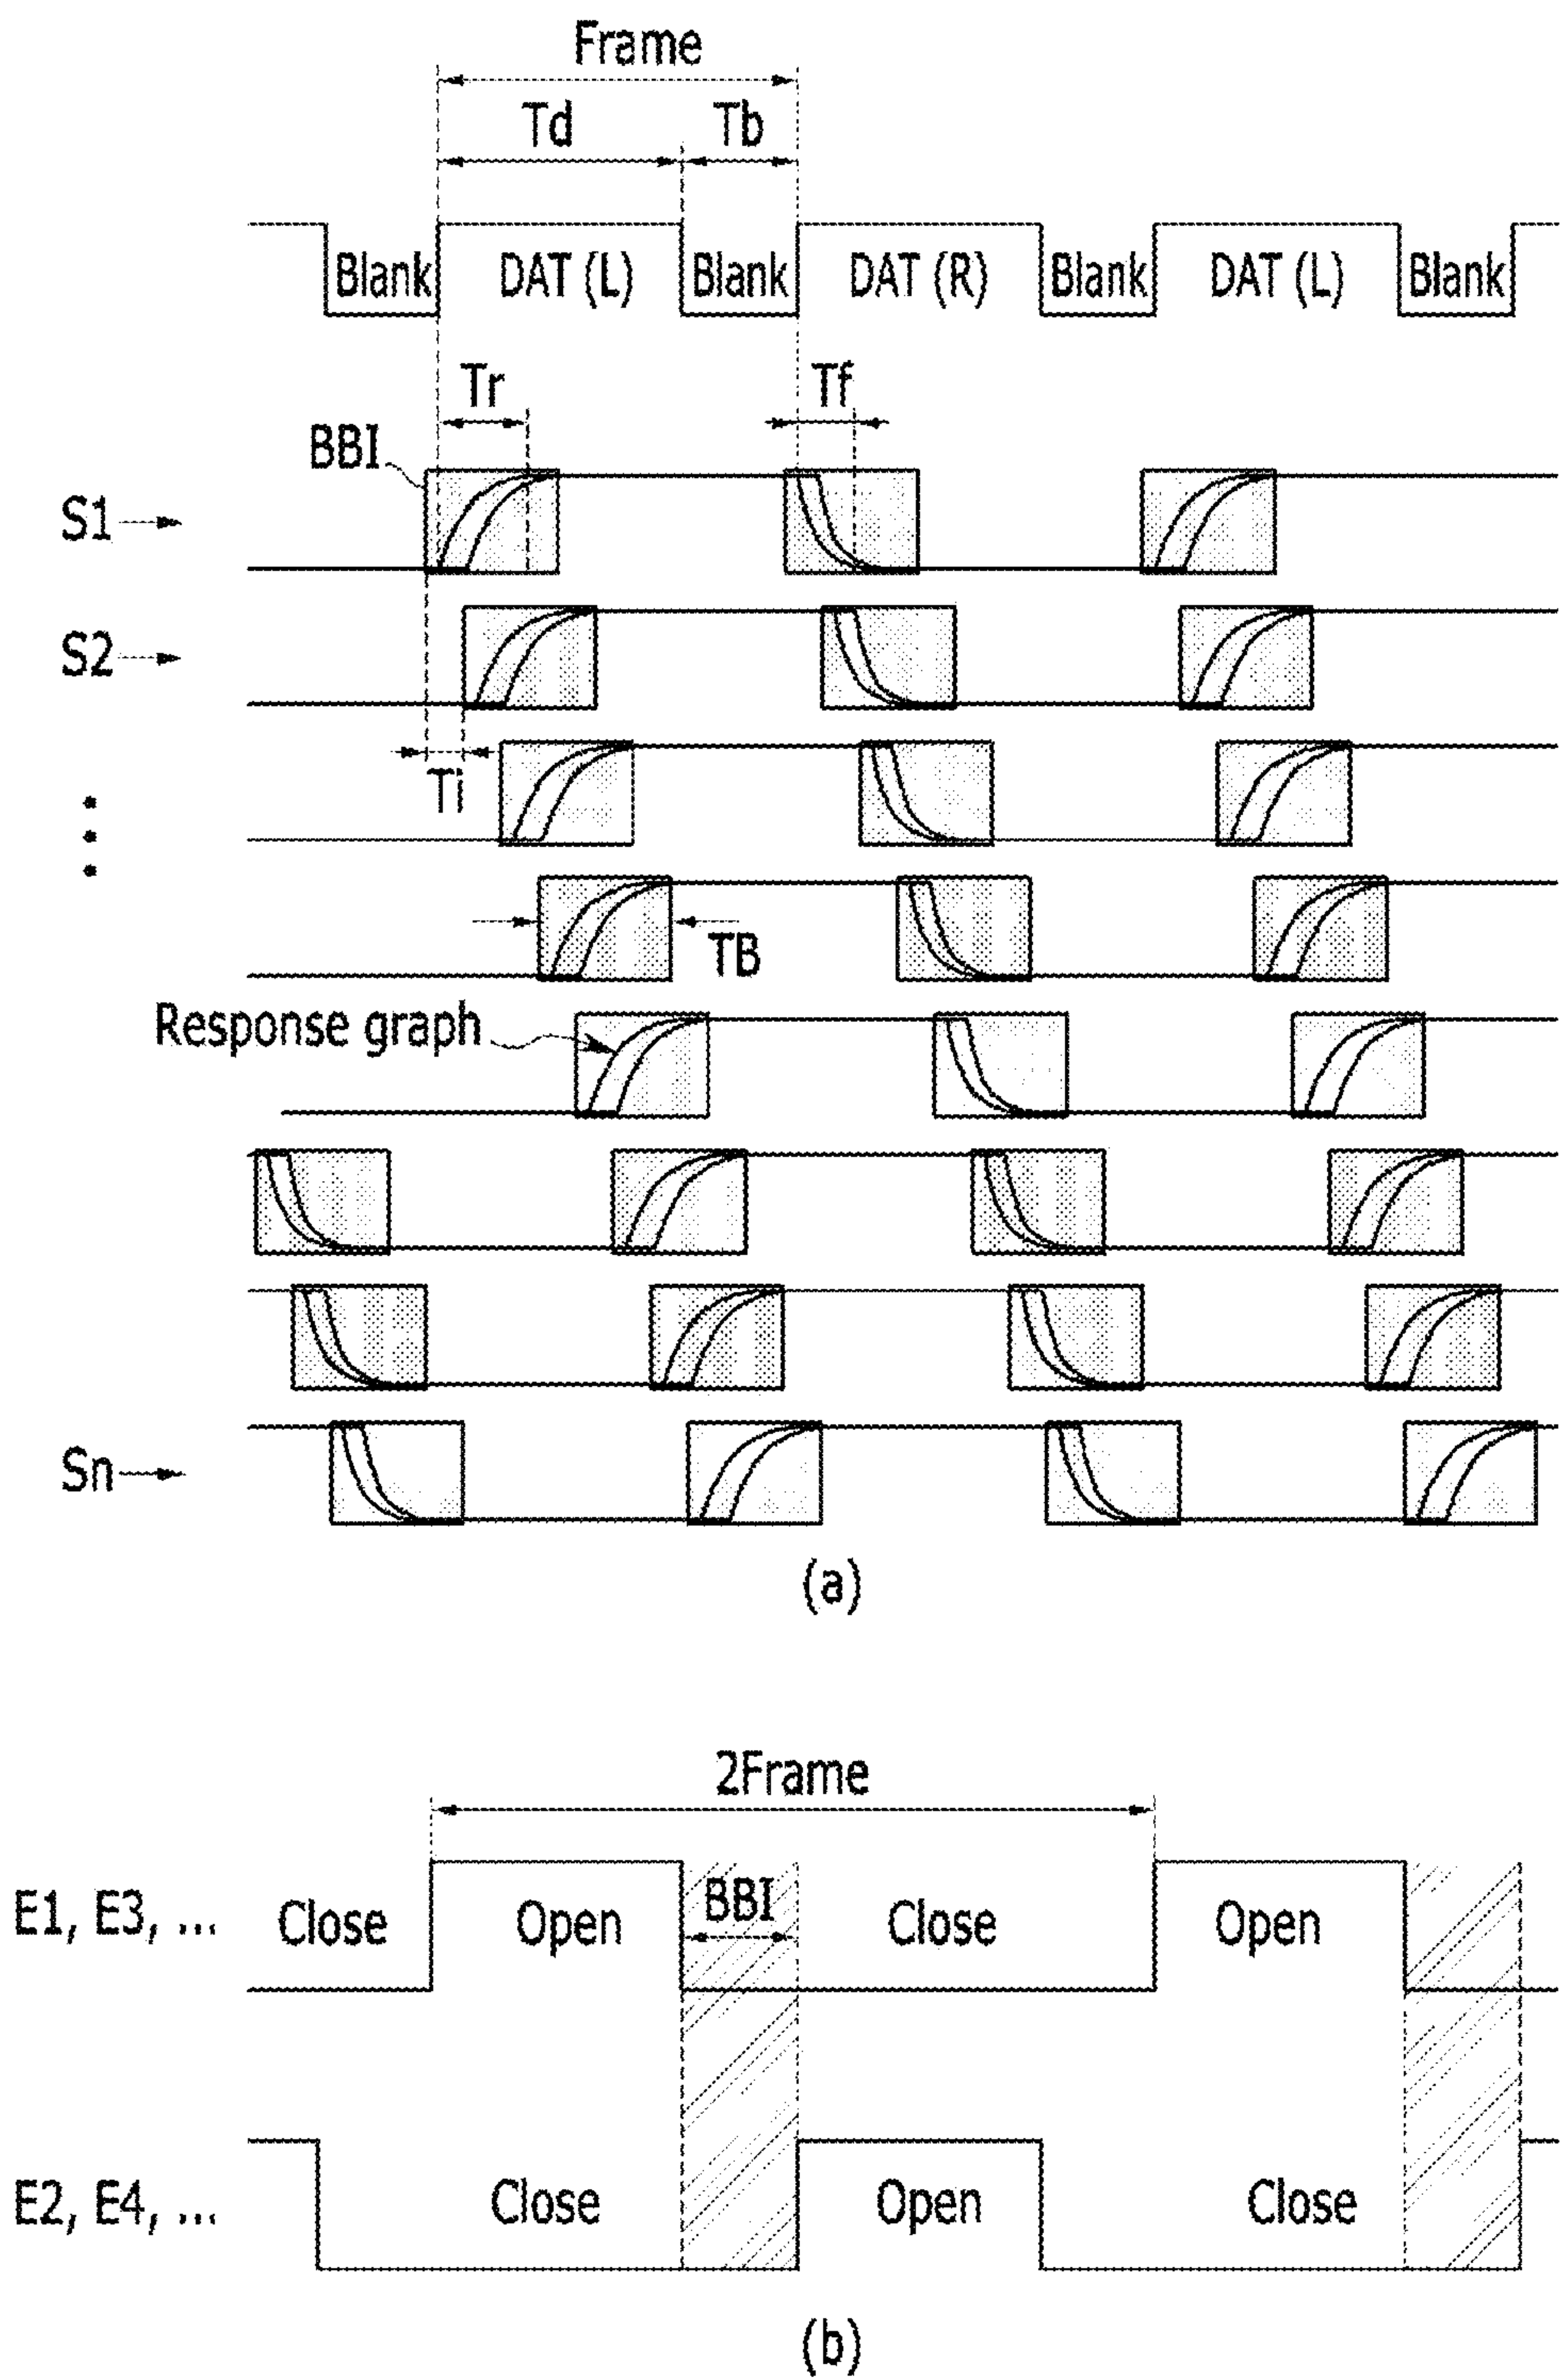 Frame
Td Tb
Blank DAT (L) Blank DAT (R) Blank DAT (L) Blank
Tr Tf
BBI
S1
S2
Ti
TB
Response graph
Sn
(a)
2Frame
E1, E3, ... Close Open BBI Close Open
E2, E4, ... Close Open Close
(b)